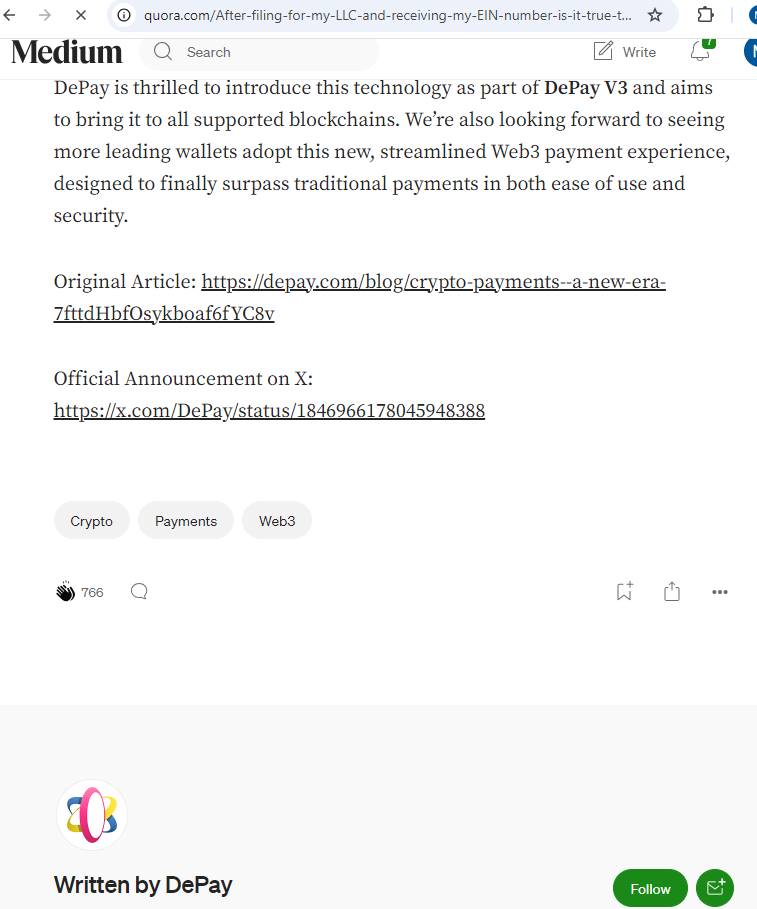 quora.com/After-filing-for-my-LLC-and-receiving-my-EIN-number-is-it-true-t...
Medium
Search
Write
7
DePay is thrilled to introduce this technology as part of DePay V3 and aims
to bring it to all supported blockchains. We’re also looking forward to seeing
more leading wallets adopt this new, streamlined Web3 payment experience,
designed to finally surpass traditional payments in both ease of use and
security.
Original Article: https://depay.com/blog/crypto-payments--a-new-era-
7fttdHbfOsykboaf6fYC8v
Official Announcement on X:
https://x.com/DePay/status/1846966178045948388
Crypto
Payments
Web3
766
Written by DePay
Follow